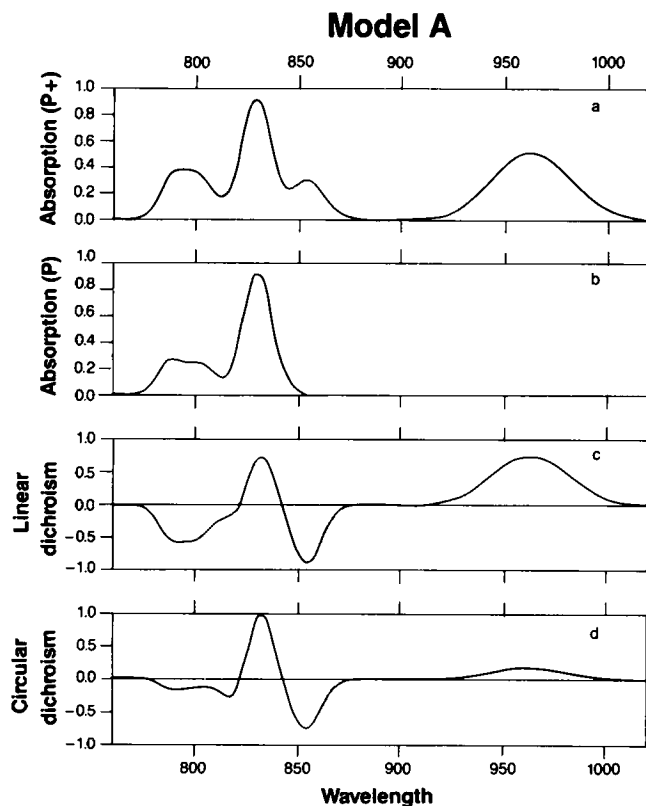 Model A
800 850 900 950 1000
Absorption (P+)
1.0
0.8
0.6
0.4
0.2
0.0
a
Absorption (P)
1.0
0.8
0.6
0.4
0.2
0.0
b
Linear
dichroism
1.0
0.5
0.0
−0.5
−1.0
c
Circular
dichroism
1.0
0.5
0.0
−0.5
−1.0
d
800 850 900 950 1000
Wavelength